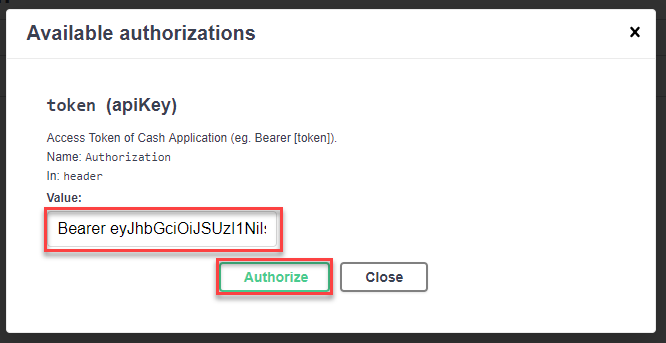 Available authorizations
token (apiKey)
Access Token of Cash Application (eg. Bearer [token]).
Name: Authorization
In: header
Value:
Bearer eyJhbGciOiJSUzI1NiIs
Authorize Close